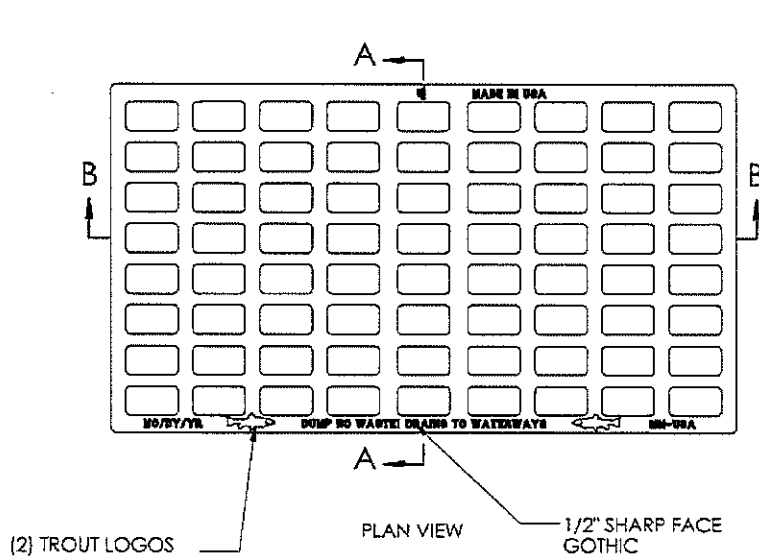 A
MADE IN USA
B
B
MO/DY/YR
DUMP NO WASTE! DRAINS TO WATERWAYS
MM-USA
A
(2) TROUT LOGOS
PLAN VIEW
1/2" SHARP FACE
GOTHIC